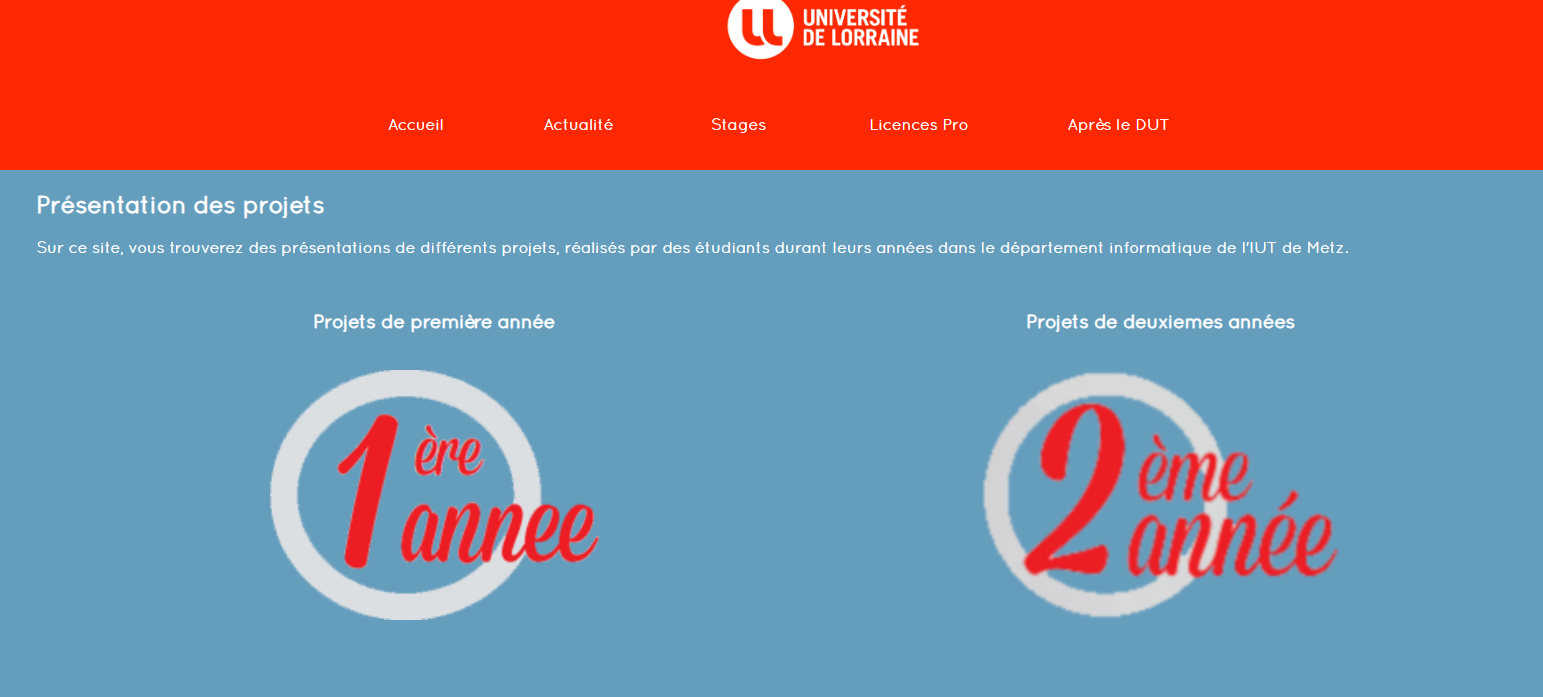 UNIVERSITÉ
DE LORRAINE
Accueil Actualité Stages Licences Pro Après le DUT
Présentation des projets
Sur ce site, vous trouverez des présentations de différents projets, réalisés par des étudiants durant leurs années dans le département informatique de l'IUT de Metz.
Projets de première année
Projets de deuxiemes années
1ère
annee
2ème
année